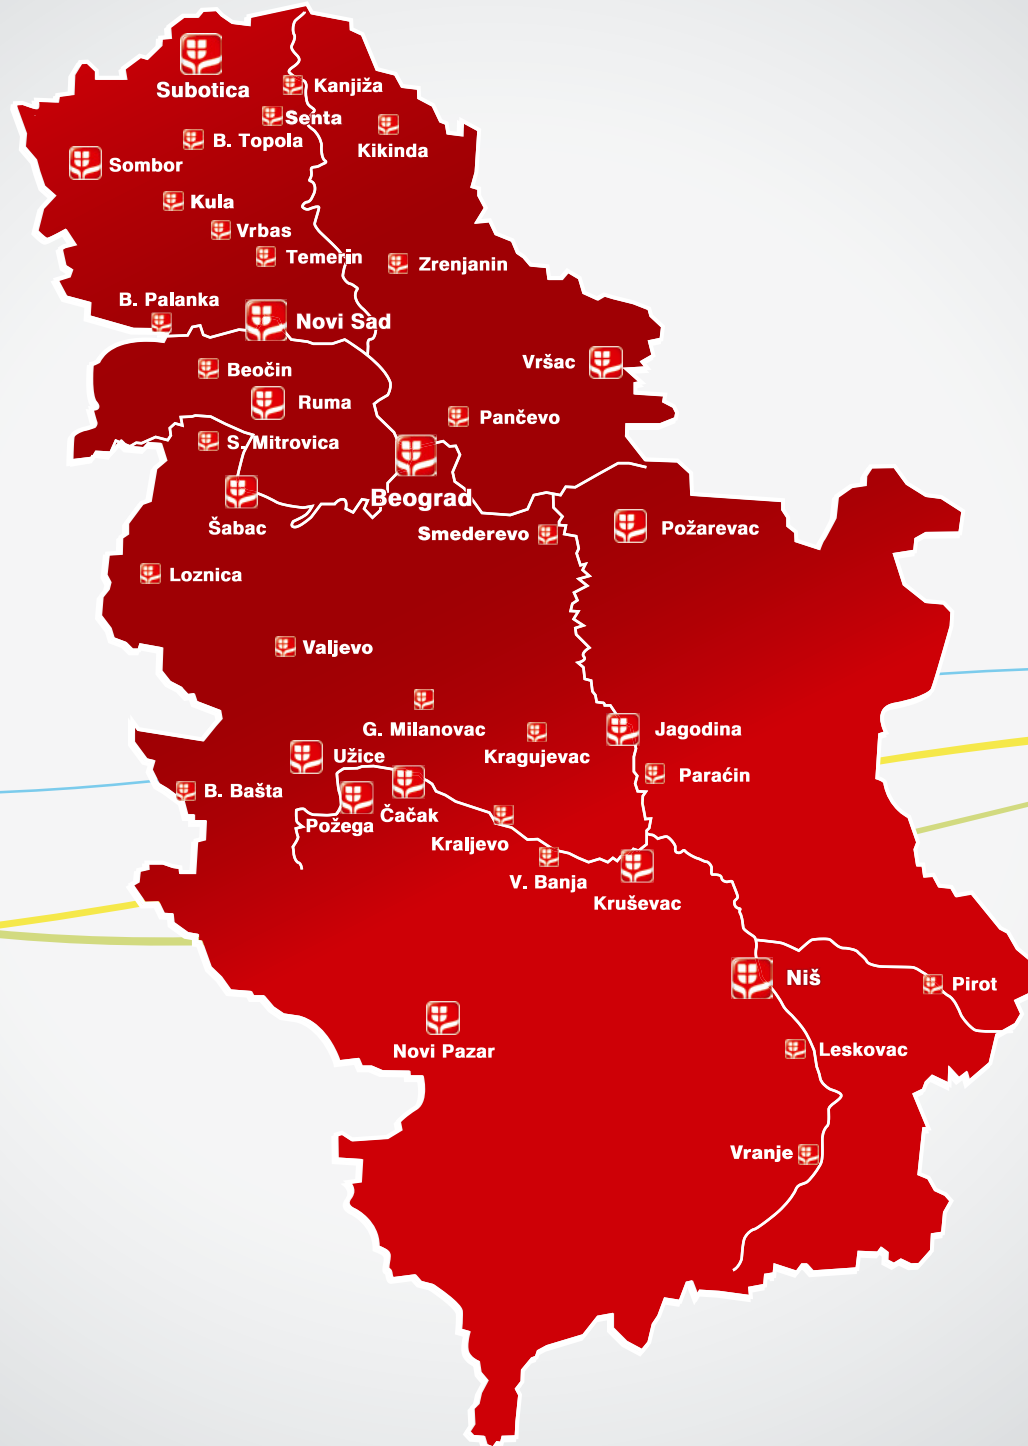 Subotica
Kanjiža
Senta
Kikinda
B. Topola
Sombor
Kula
Vrbas
Temerin
Zrenjanin
B. Palanka
Novi Sad
Vršac
Beočin
Ruma
Pančevo
S. Mitrovica
Beograd
Šabac
Smederevo
Požarevac
Loznica
Valjevo
G. Milanovac
Jagodina
Kragujevac
Užice
Paraćin
B. Bašta
Čačak
Požega
Kraljevo
V. Banja
Kruševac
Niš
Pirot
Novi Pazar
Leskovac
Vranje